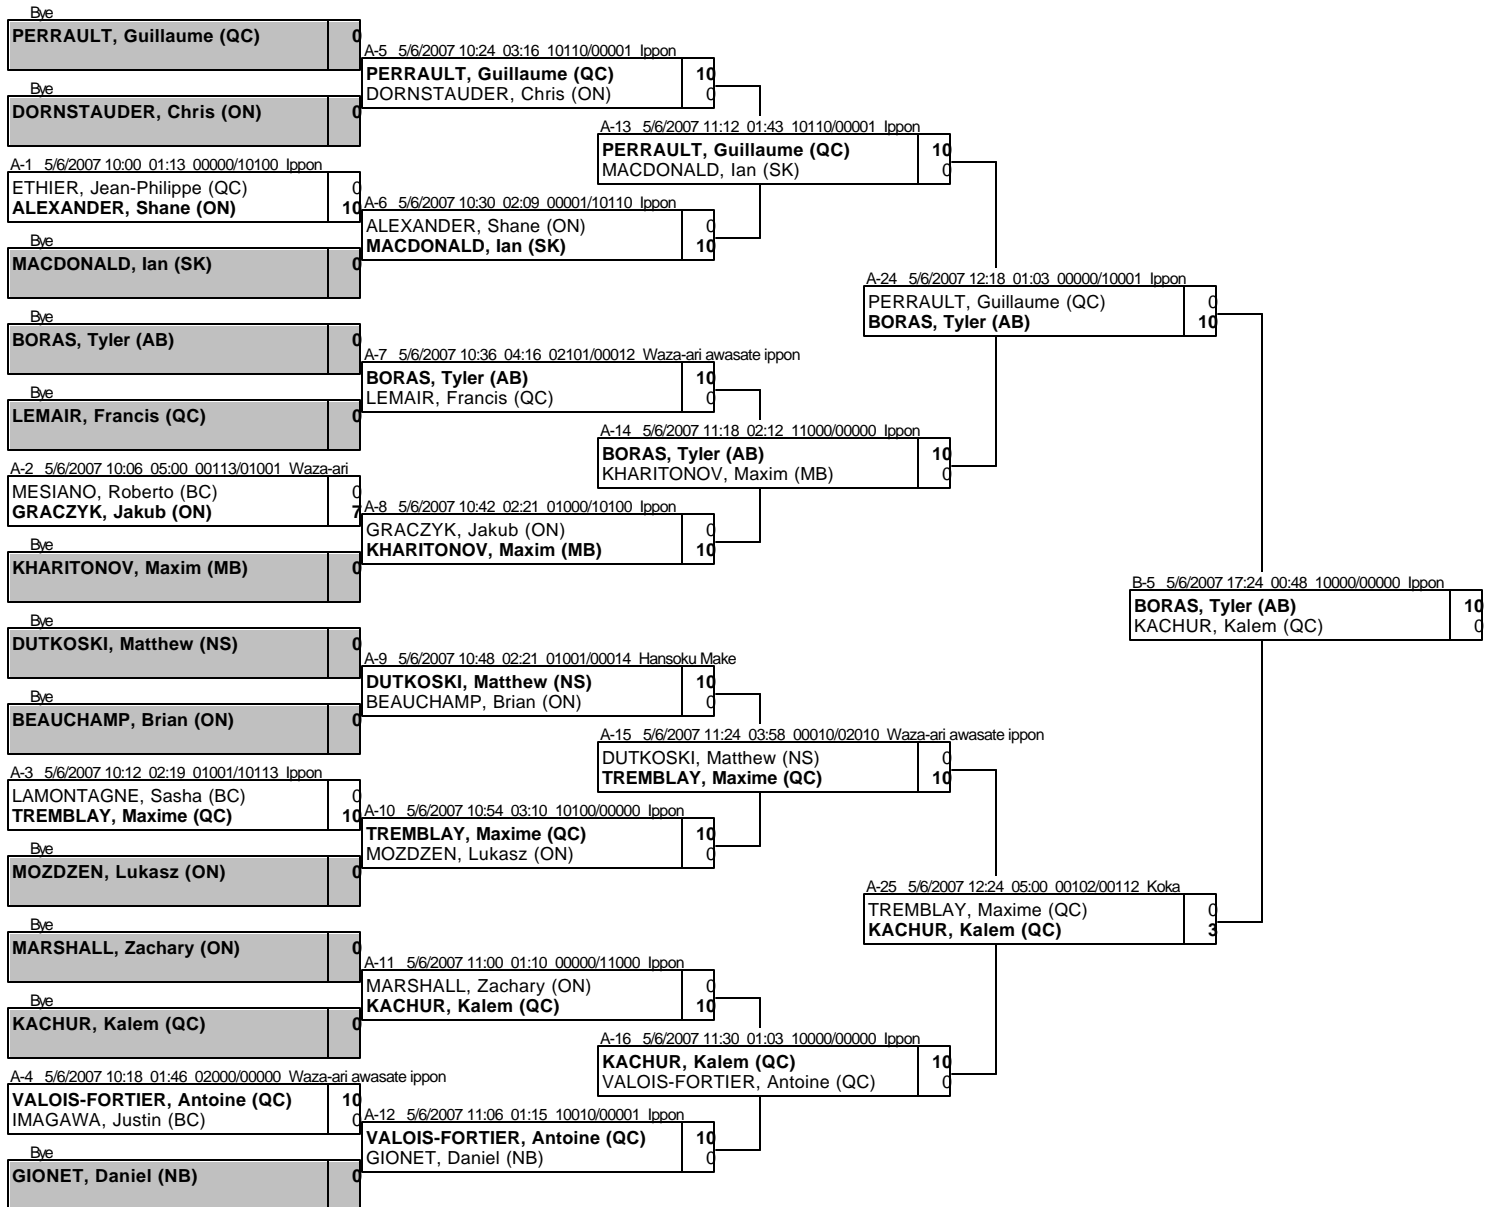 Bye
PERRAULT, Guillaume (QC) 0
Bye
DORNSTAUDER, Chris (ON) 0
A-1 5/6/2007 10:00 01:13 00000/10100 Ippon
ETHIER, Jean-Philippe (QC) 0
ALEXANDER, Shane (ON) 10
Bye
MACDONALD, Ian (SK) 0
Bye
BORAS, Tyler (AB) 0
Bye
LEMAIR, Francis (QC) 0
A-2 5/6/2007 10:06 05:00 00113/01001 Waza-ari
MESIANO, Roberto (BC) 0
GRACZYK, Jakub (ON) 7
Bye
KHARITONOV, Maxim (MB) 0
Bye
DUTKOSKI, Matthew (NS) 0
Bye
BEAUCHAMP, Brian (ON) 0
A-3 5/6/2007 10:12 02:19 01001/10113 Ippon
LAMONTAGNE, Sasha (BC) 0
TREMBLAY, Maxime (QC) 10
Bye
MOZDZEN, Lukasz (ON) 0
Bye
MARSHALL, Zachary (ON) 0
Bye
KACHUR, Kalem (QC) 0
A-4 5/6/2007 10:18 01:46 02000/00000 Waza-ari awasate ippon
VALOIS-FORTIER, Antoine (QC) 10
IMAGAWA, Justin (BC) 0
Bye
GIONET, Daniel (NB) 0
A-5 5/6/2007 10:24 03:16 10110/00001 Ippon
PERRAULT, Guillaume (QC) 10
DORNSTAUDER, Chris (ON) 0
A-6 5/6/2007 10:30 02:09 00001/10110 Ippon
ALEXANDER, Shane (ON) 0
MACDONALD, Ian (SK) 10
A-7 5/6/2007 10:36 04:16 02101/00012 Waza-ari awasate ippon
BORAS, Tyler (AB) 10
LEMAIR, Francis (QC) 0
A-8 5/6/2007 10:42 02:21 01000/10100 Ippon
GRACZYK, Jakub (ON) 0
KHARITONOV, Maxim (MB) 10
A-9 5/6/2007 10:48 02:21 01001/00014 Hansoku Make
DUTKOSKI, Matthew (NS) 10
BEAUCHAMP, Brian (ON) 0
A-10 5/6/2007 10:54 03:10 10100/00000 Ippon
TREMBLAY, Maxime (QC) 10
MOZDZEN, Lukasz (ON) 0
A-11 5/6/2007 11:00 01:10 00000/11000 Ippon
MARSHALL, Zachary (ON) 0
KACHUR, Kalem (QC) 10
A-12 5/6/2007 11:06 01:15 10010/00001 Ippon
VALOIS-FORTIER, Antoine (QC) 10
GIONET, Daniel (NB) 0
A-13 5/6/2007 11:12 01:43 10110/00001 Ippon
PERRAULT, Guillaume (QC) 10
MACDONALD, Ian (SK) 0
A-14 5/6/2007 11:18 02:12 11000/00000 Ippon
BORAS, Tyler (AB) 10
KHARITONOV, Maxim (MB) 0
A-15 5/6/2007 11:24 03:58 00010/02010 Waza-ari awasate ippon
DUTKOSKI, Matthew (NS) 0
TREMBLAY, Maxime (QC) 10
A-16 5/6/2007 11:30 01:03 10000/00000 Ippon
KACHUR, Kalem (QC) 10
VALOIS-FORTIER, Antoine (QC) 0
A-24 5/6/2007 12:18 01:03 00000/10001 Ippon
PERRAULT, Guillaume (QC) 0
BORAS, Tyler (AB) 10
A-25 5/6/2007 12:24 05:00 00102/00112 Koka
TREMBLAY, Maxime (QC) 0
KACHUR, Kalem (QC) 3
B-5 5/6/2007 17:24 00:48 10000/00000 Ippon
BORAS, Tyler (AB) 10
KACHUR, Kalem (QC) 0